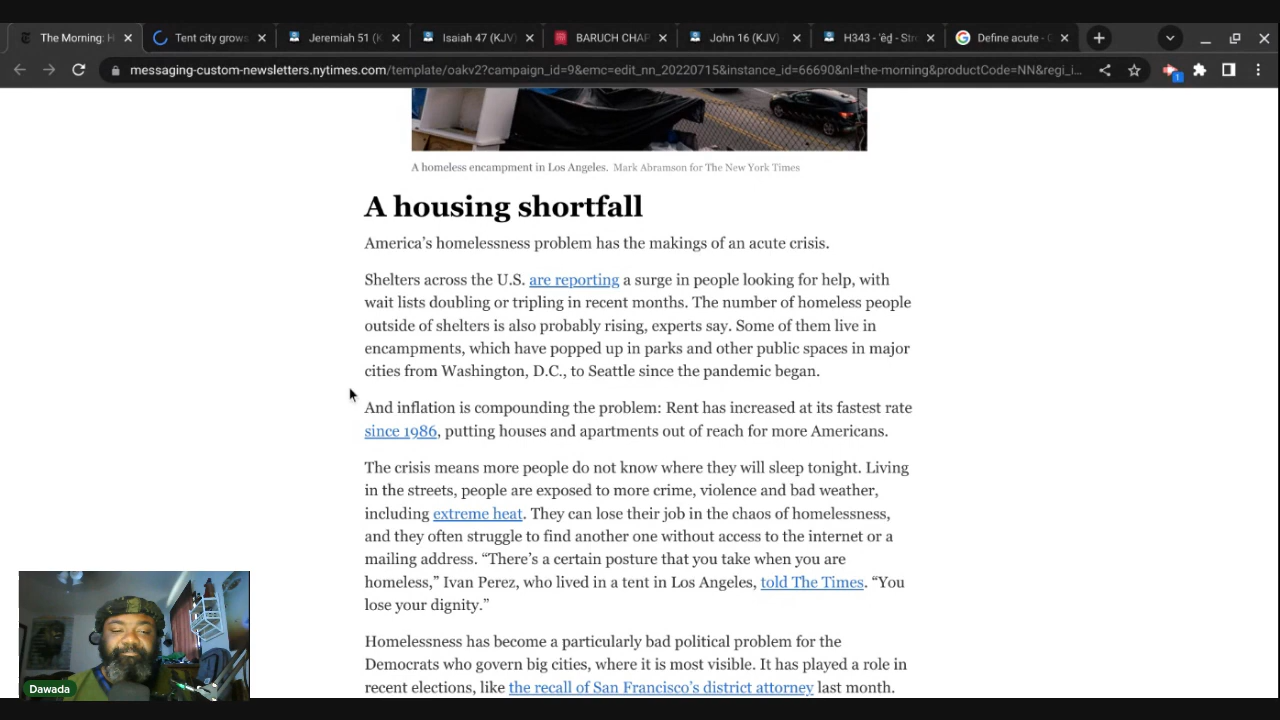 The Morning: H
Tent city grows
Jeremiah 51 (K
Isaiah 47 (KJV)
BARUCH CHAP
John 16 (KJV)
H343 - 'êḏ - Str
Define acute - G
messaging-custom-newsletters.nytimes.com/template/oakv2?campaign_id=9&emc=edit_nn_20220715&instance_id=66690&nl=the-morning&productCode=NN&regi_i...
1
A homeless encampment in Los Angeles. Mark Abramson for The New York Times
A housing shortfall
America’s homelessness problem has the makings of an acute crisis.
Shelters across the U.S. are reporting a surge in people looking for help, with
wait lists doubling or tripling in recent months. The number of homeless people
outside of shelters is also probably rising, experts say. Some of them live in
encampments, which have popped up in parks and other public spaces in major
cities from Washington, D.C., to Seattle since the pandemic began.
And inflation is compounding the problem: Rent has increased at its fastest rate
since 1986, putting houses and apartments out of reach for more Americans.
The crisis means more people do not know where they will sleep tonight. Living
in the streets, people are exposed to more crime, violence and bad weather,
including extreme heat. They can lose their job in the chaos of homelessness,
and they often struggle to find another one without access to the internet or a
mailing address. “There’s a certain posture that you take when you are
homeless,” Ivan Perez, who lived in a tent in Los Angeles, told The Times. “You
lose your dignity.”
Homelessness has become a particularly bad political problem for the
Democrats who govern big cities, where it is most visible. It has played a role in
recent elections, like the recall of San Francisco’s district attorney last month.
Dawada